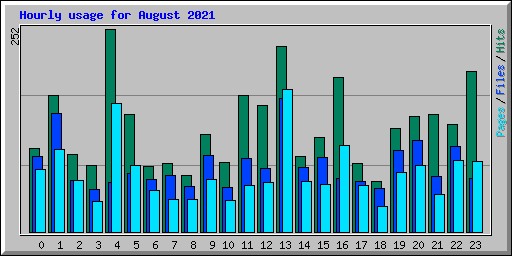 Hourly usage for August 2021
252
Pages/Files/Hits
0 1 2 3 4 5 6 7 8 9 10 11 12 13 14 15 16 17 18 19 20 21 22 23